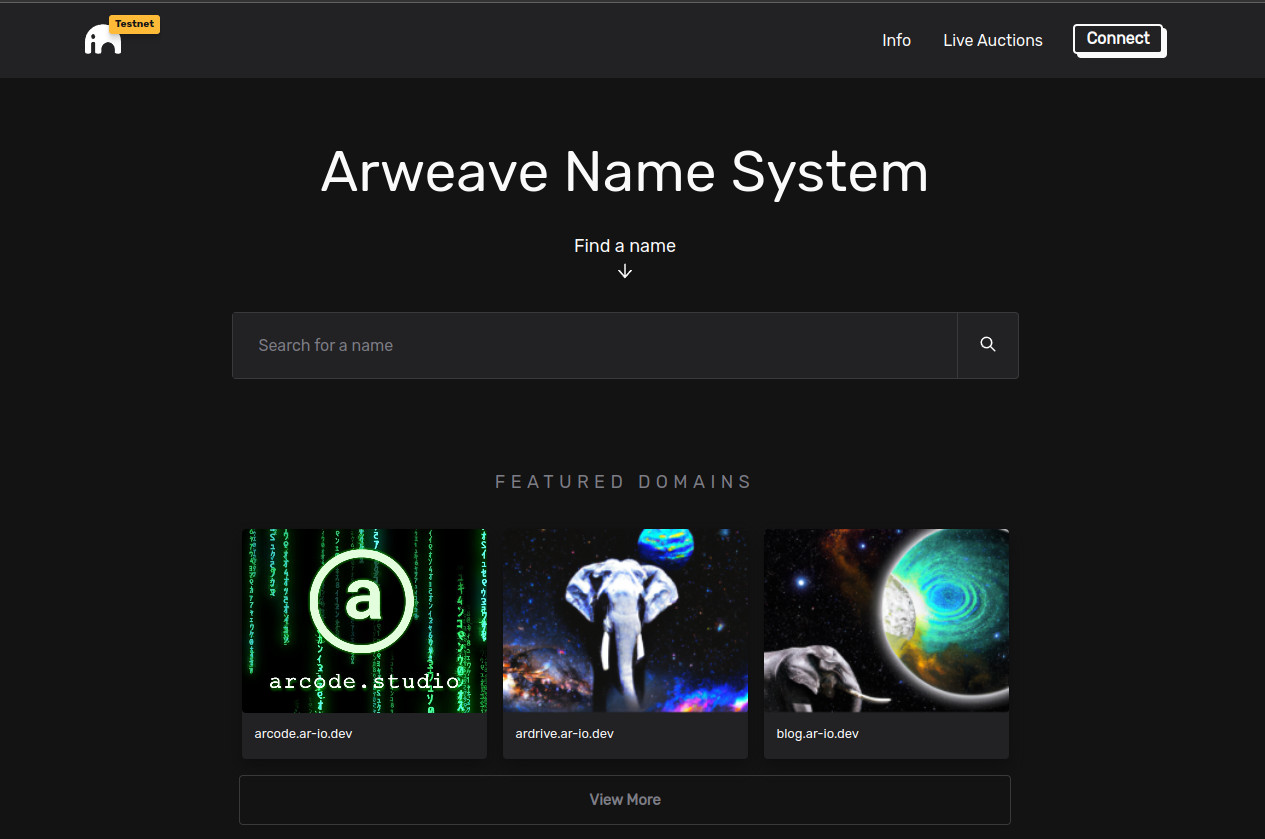 Testnet
Info
Live Auctions
Connect
Arweave Name System
Find a name
Search for a name
FEATURED DOMAINS
a
arcode.studio
arcode.ar-io.dev
ardrive.ar-io.dev
blog.ar-io.dev
View More